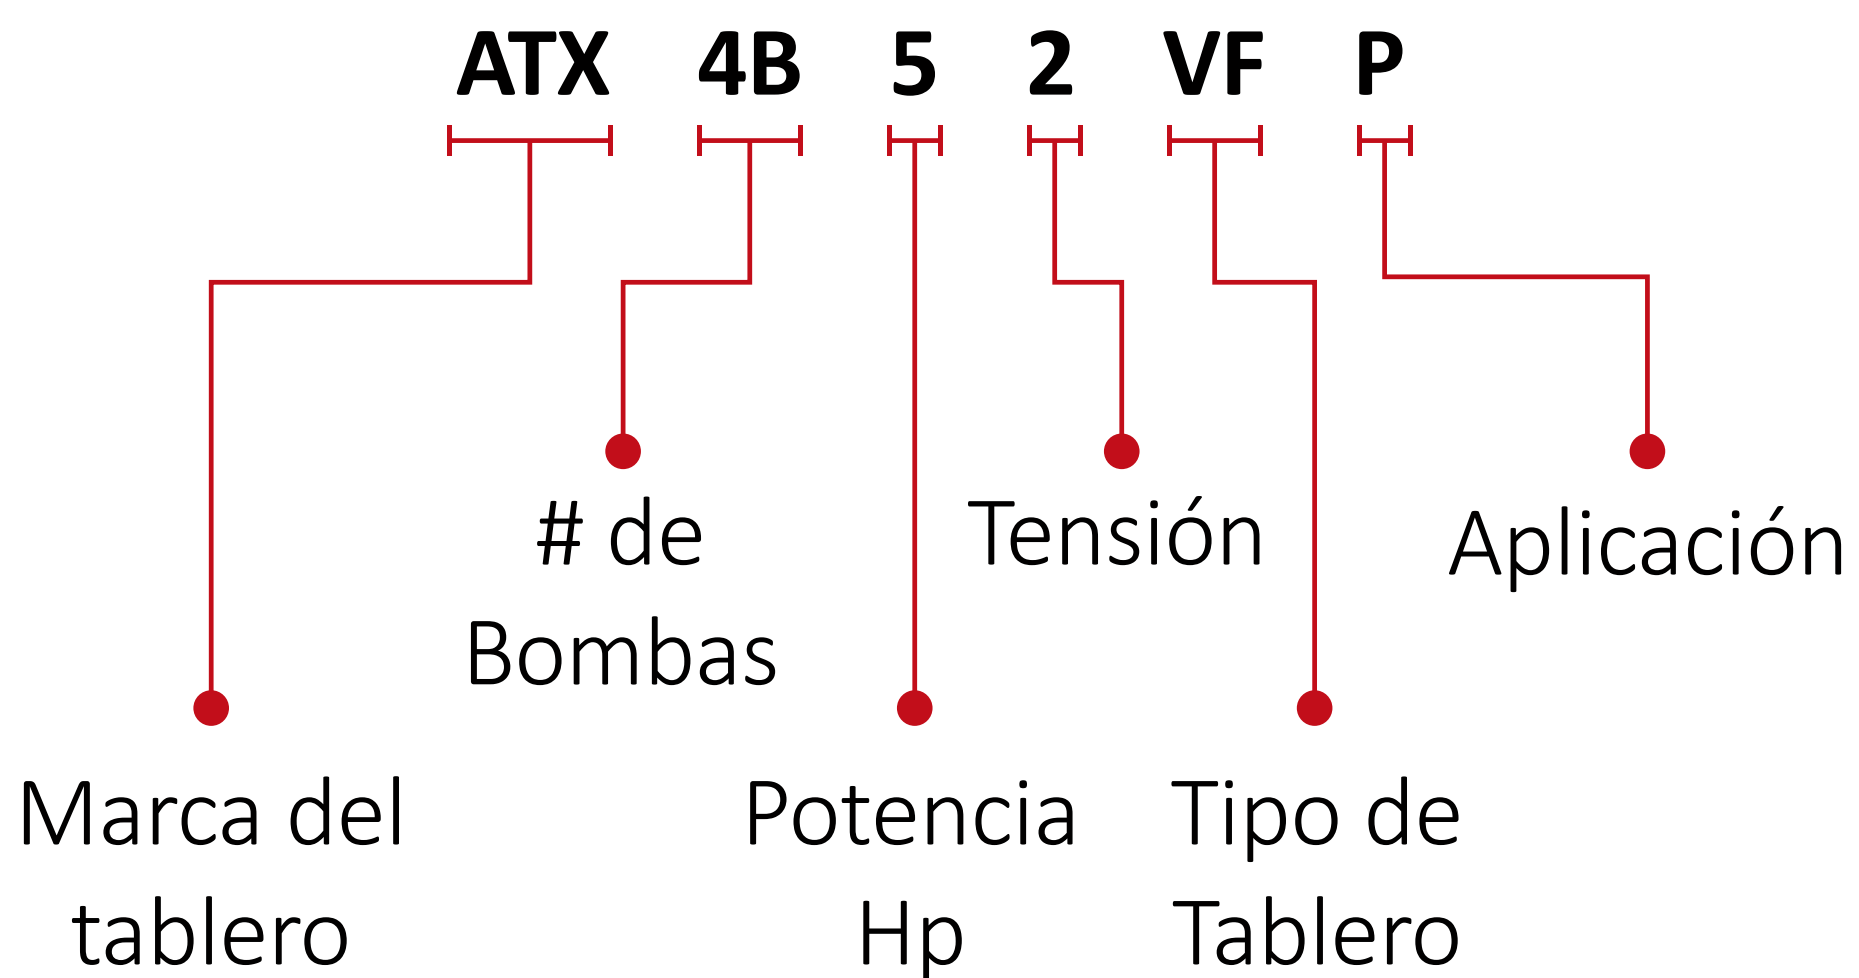 ATX 4B 5 2 VF P
# de
Bombas
Tensión
Aplicación
Marca del
tablero
Potencia
Hp
Tipo de
Tablero